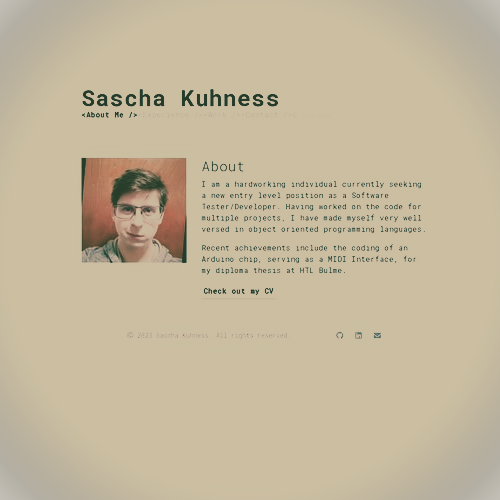 Sascha Kuhness
<About Me />
About
I am a hardworking individual currently seeking
a new entry level position as a Software
Tester/Developer. Having worked on the code for
multiple projects, I have made myself very well
versed in object oriented programming languages.
Recent achievements include the coding of an
Arduino chip, serving as a MIDI Interface, for
my diploma thesis at HTL Bulme.
Check out my CV
Sascha Kuhness. All rights reserved